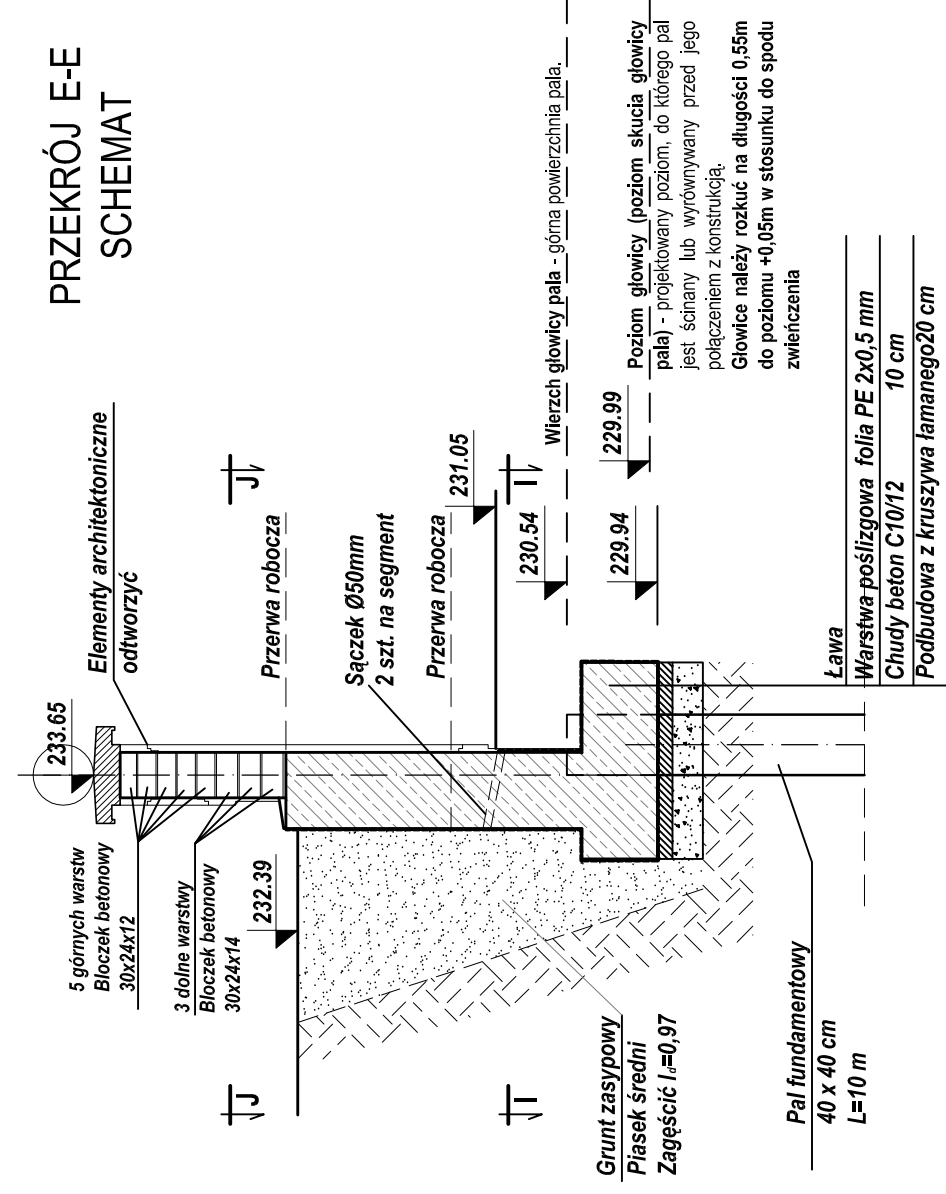 PRZEKRÓJ E-E
SCHEMAT
Elementy architektoniczne
odtworzyć
233.65
5 górnych warstw
Bloczek betonowy
30x24x12
3 dolne warstwy
Bloczek betonowy
30x24x14
232.39
J
J
Przerwa robocza
Sączek Ø50mm
2 szt. na segment
Przerwa robocza
231.05
I
I
230.54
Wierzch głowicy pala - górna powierzchnia pala.
229.94
229.99
Poziom głowicy (poziom skucia głowicy
pala) - projektowany poziom, do którego pal
jest ścinany lub wyrównywany przed jego
połączeniem z konstrukcją.
Głowice należy rozkuć na długości 0,55m
do poziomu +0,05m w stosunku do spodu
zwieńczenia
Grunt zasypowy
Piasek średni
Zagęścić Id=0,97
Pal fundamentowy
40 x 40 cm
L=10 m
Ława
Warstwa poślizgowa folia PE 2x0,5 mm
Chudy beton C10/12 10 cm
Podbudowa z kruszywa łamanego20 cm